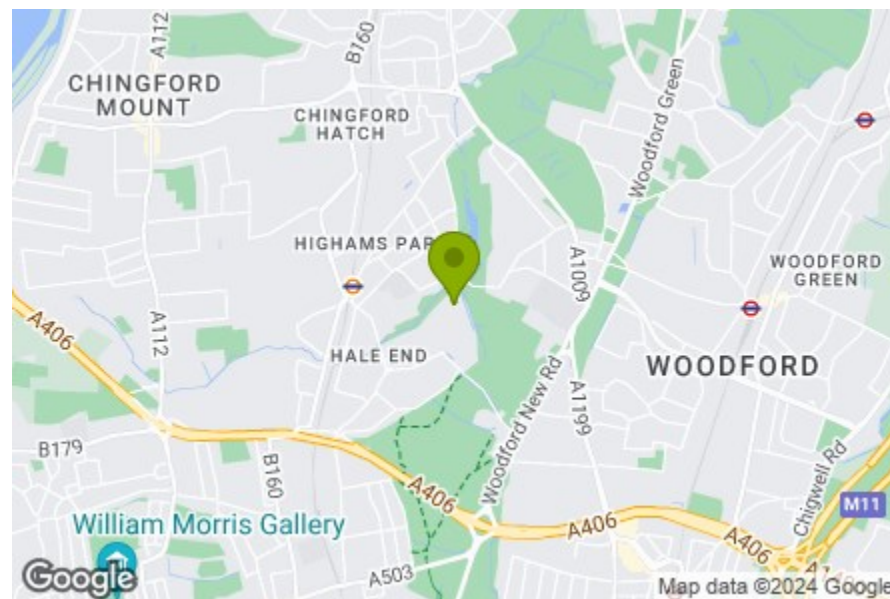 A112
B160
CHINGFORD
MOUNT
A112
CHINGFORD
HATCH
Woodford Green
HIGHAMS PAR
A1009
WOODFORD
GREEN
A406
A112
HALE END
WOODFORD
Woodford New Rd
A1199
B179
B160
A406
Chigwell Rd
M11
William Morris Gallery
A406
A406
A503
Google
Map data ©2024 Google